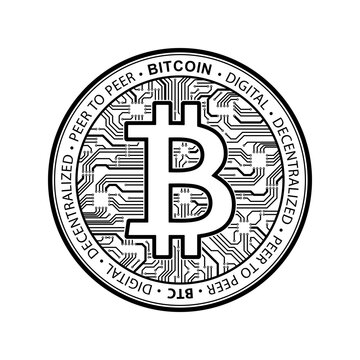 BITCOIN • DIGITAL • DECENTRALIZED • PEER TO PEER • BTC • DIGITAL • DECENTRALIZED • PEER TO PEER •
B